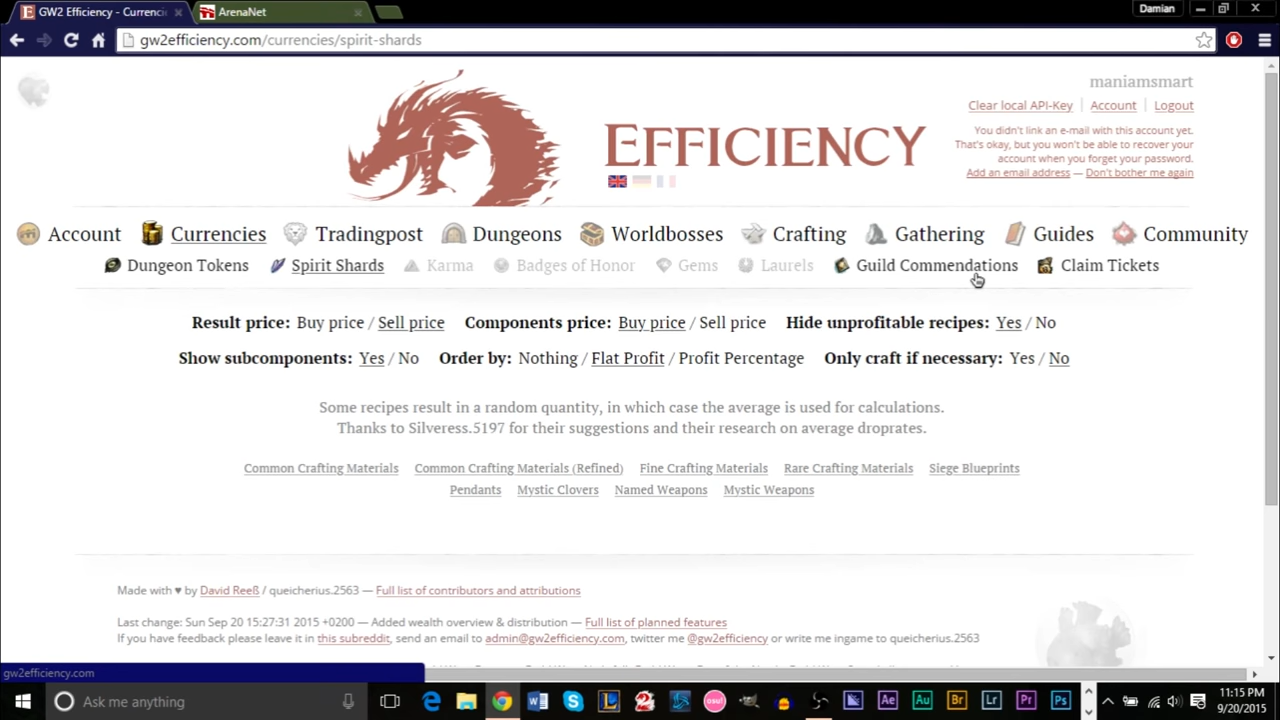 GW2 Efficiency - Currenci
ArenaNet
Damian
gw2efficiency.com/currencies/spirit-shards
maniamsmart
Clear local API-Key | Account | Logout
EFFICIENCY
You didn't link an e-mail with this account yet.
That's okay, but you won't be able to recover your
account when you forget your password.
Add an email address — Don't bother me again
Account Currencies Tradingpost Dungeons Worldbosses Crafting Gathering Guides Community
Dungeon Tokens Spirit Shards Karma Badges of Honor Gems Laurels Guild Commendations Claim Tickets
Result price: Buy price / Sell price Components price: Buy price / Sell price Hide unprofitable recipes: Yes / No
Show subcomponents: Yes / No Order by: Nothing / Flat Profit / Profit Percentage Only craft if necessary: Yes / No
Some recipes result in a random quantity, in which case the average is used for calculations.
Thanks to Silveress.5197 for their suggestions and their research on average droprates.
Common Crafting Materials Common Crafting Materials (Refined) Fine Crafting Materials Rare Crafting Materials Siege Blueprints
Pendants Mystic Clovers Named Weapons Mystic Weapons
Made with ♥ by David Reeß / queicherius.2563 — Full list of contributors and attributions
Last change: Sun Sep 20 15:27:31 2015 +0200 — Added wealth overview & distribution — Full list of planned features
If you have feedback please leave it in this subreddit, send an email to admin@gw2efficiency.com, twitter me @gw2efficiency or write me ingame to queicherius.2563
gw2efficiency.com
Ask me anything
W L osu! Ae Au Br Lr Pr Ps
11:15 PM
9/20/2015